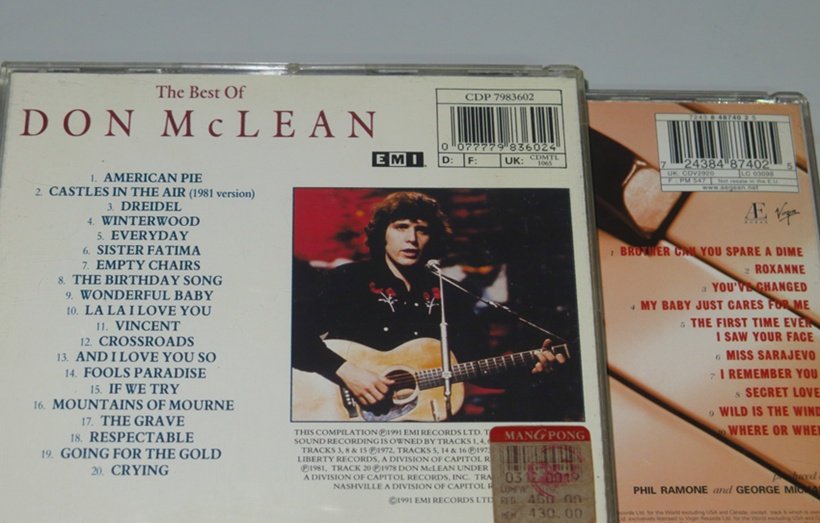 The Best Of
DON McLEAN
CDP 7983602
0 077779 836024
EMI
D: F: UK: CDMTL 1065
1. AMERICAN PIE
2. CASTLES IN THE AIR (1981 version)
3. DREIDEL
4. WINTERWOOD
5. EVERYDAY
6. SISTER FATIMA
7. EMPTY CHAIRS
8. THE BIRTHDAY SONG
9. WONDERFUL BABY
10. LA LA I LOVE YOU
11. VINCENT
12. CROSSROADS
13. AND I LOVE YOU SO
14. FOOLS PARADISE
15. IF WE TRY
16. MOUNTAINS OF MOURNE
17. THE GRAVE
18. RESPECTABLE
19. GOING FOR THE GOLD
20. CRYING
THIS COMPILATION ℗1991 EMI RECORDS LTD.
SOUND RECORDING IS OWNED BY TRACKS 1, 4,
TRACKS 3, 8 & 15 ℗1972, TRACKS 5, 14 & 16
LIBERTY RECORDS, A DIVISION OF CAPITOL
℗1981, TRACK 20 ℗1978 DON McLEAN UNDER
A DIVISION OF CAPITOL RECORDS, INC.
NASHVILLE A DIVISION OF CAPITOL
©1991 EMI RECORDS LTD
MANGPONG
430.00
7243 8 48740 2 5
7 24384 87402 5
UK: CDV2920 LC 03098
F: PM 547 Not resale in the E.U.
www.aegean.net
Virgin
1 BROTHER CAN YOU SPARE A DIME
2 ROXANNE
3 YOU'VE CHANGED
4 MY BABY JUST CARES FOR ME
5 THE FIRST TIME EVER
I SAW YOUR FACE
6 MISS SARAJEVO
7 I REMEMBER YOU
8 SECRET LOVE
9 WILD IS THE WIND
10 WHERE OR WHEN
produced
PHIL RAMONE and GEORGE MICHA